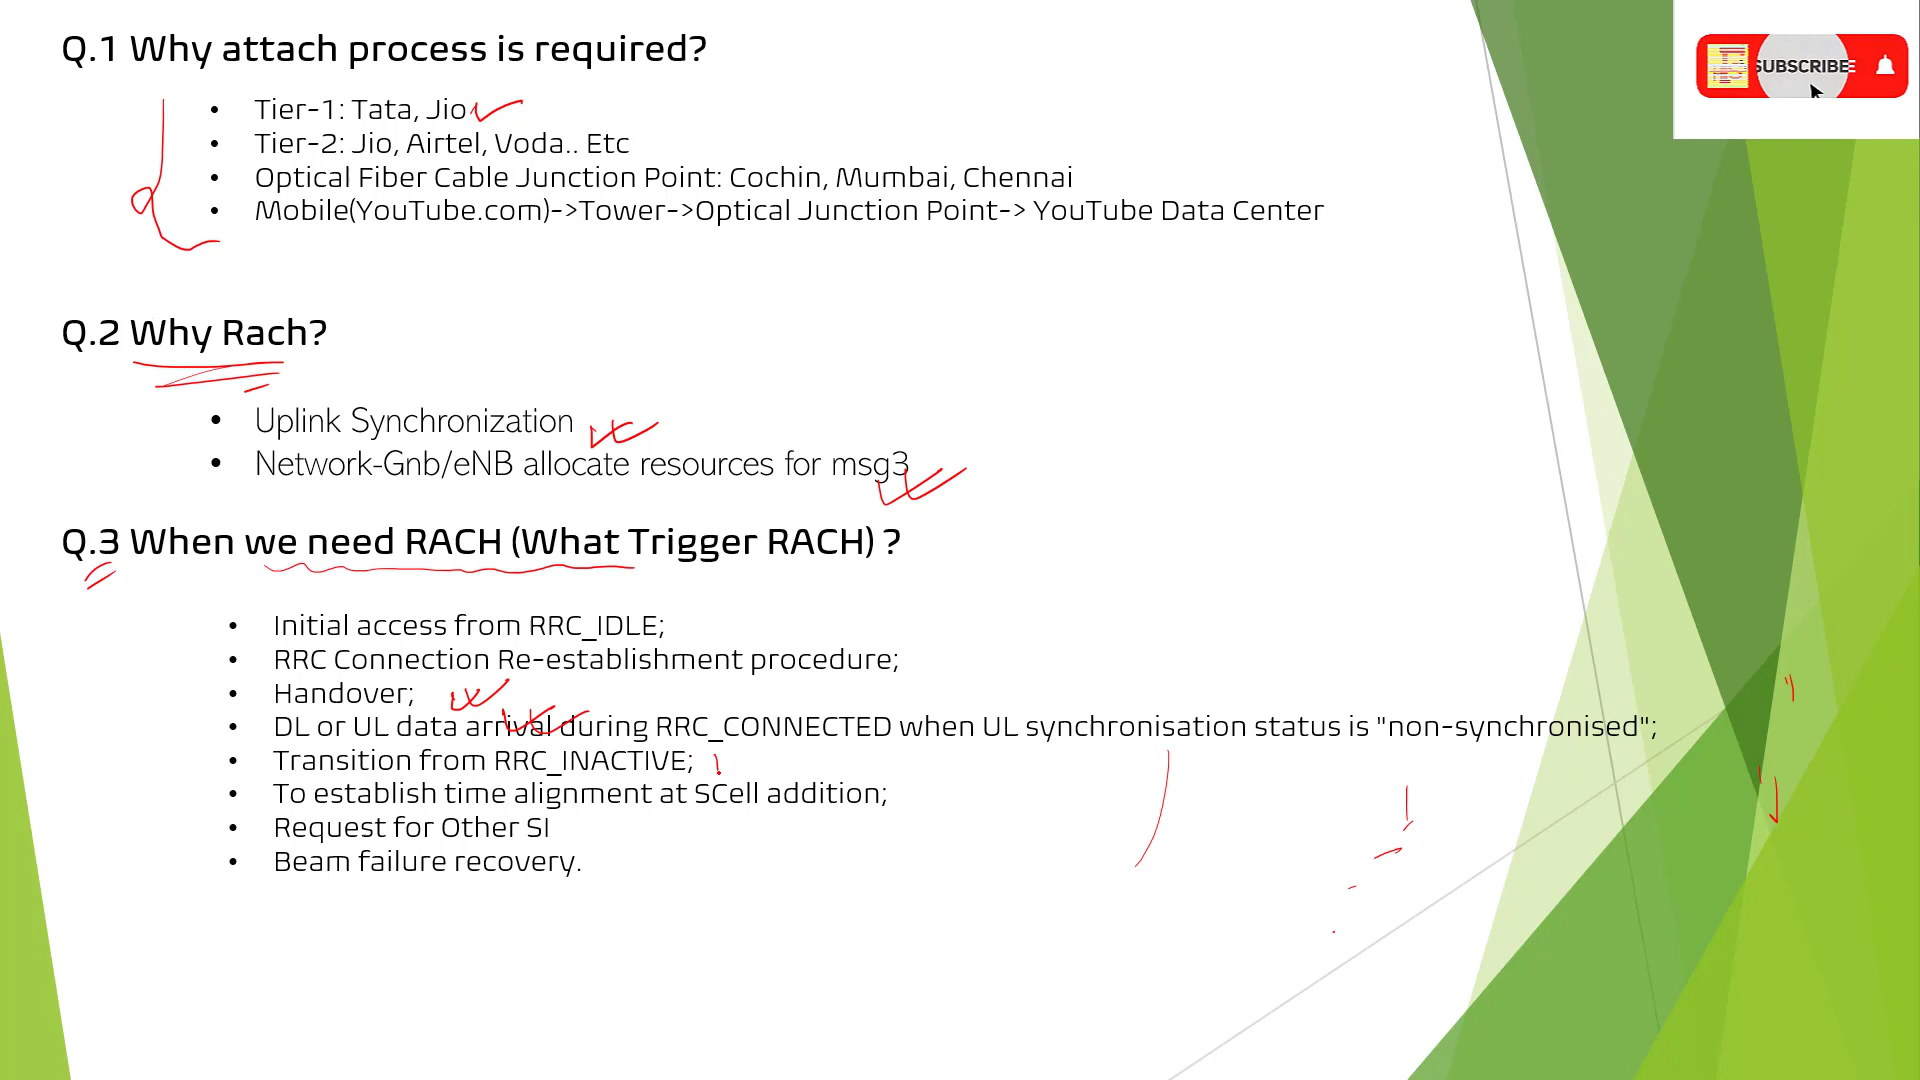 Q.1 Why attach process is required?
SUBSCRIBE
• Tier-1: Tata, Jio
• Tier-2: Jio, Airtel, Voda.. Etc
• Optical Fiber Cable Junction Point: Cochin, Mumbai, Chennai
• Mobile(YouTube.com)->Tower->Optical Junction Point-> YouTube Data Center
Q.2 Why Rach?
• Uplink Synchronization
• Network-Gnb/eNB allocate resources for msg3
Q.3 When we need RACH (What Trigger RACH) ?
• Initial access from RRC_IDLE;
• RRC Connection Re-establishment procedure;
• Handover;
• DL or UL data arrival during RRC_CONNECTED when UL synchronisation status is "non-synchronised";
• Transition from RRC_INACTIVE;
• To establish time alignment at SCell addition;
• Request for Other SI
• Beam failure recovery.